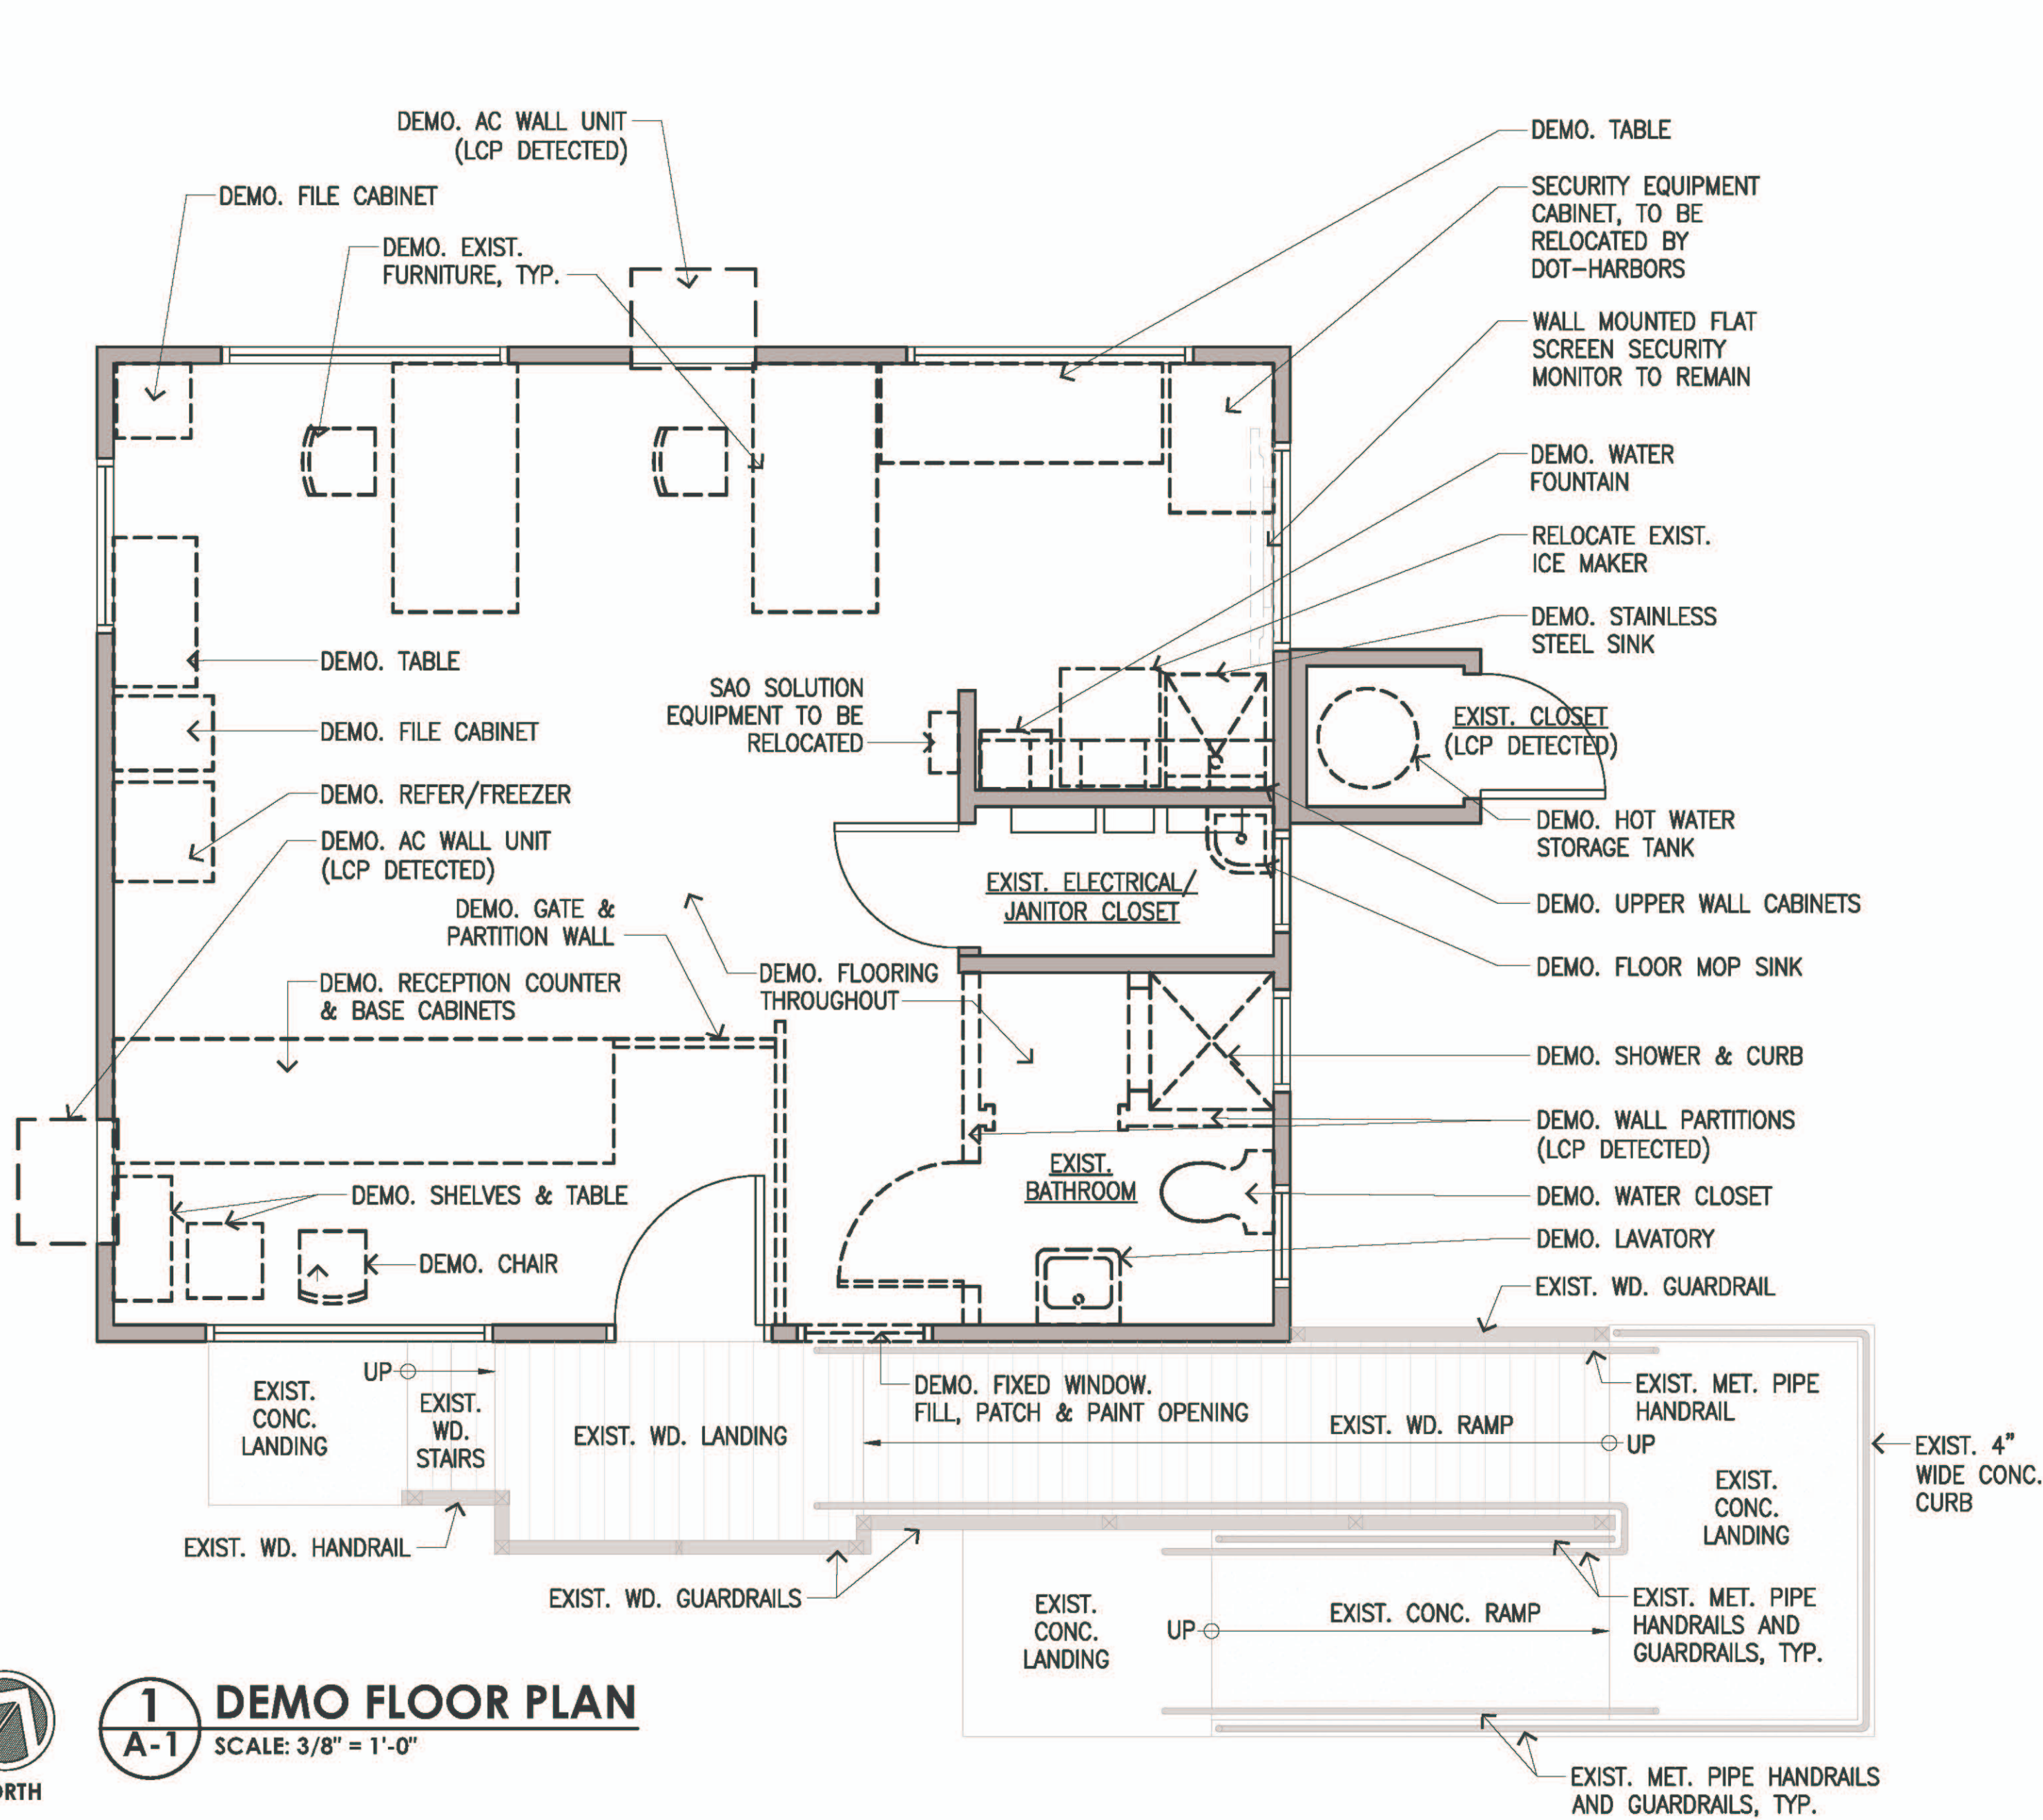 DEMO. AC WALL UNIT
(LCP DETECTED)
DEMO. FILE CABINET
DEMO. EXIST.
FURNITURE, TYP.
DEMO. TABLE
SECURITY EQUIPMENT
CABINET, TO BE
RELOCATED BY
DOT-HARBORS
WALL MOUNTED FLAT
SCREEN SECURITY
MONITOR TO REMAIN
DEMO. WATER
FOUNTAIN
RELOCATE EXIST.
ICE MAKER
DEMO. STAINLESS
STEEL SINK
DEMO. TABLE
SAO SOLUTION
EQUIPMENT TO BE
RELOCATED
DEMO. FILE CABINET
EXIST. CLOSET
(LCP DETECTED)
DEMO. REFER/FREEZER
DEMO. AC WALL UNIT
(LCP DETECTED)
DEMO. HOT WATER
STORAGE TANK
EXIST. ELECTRICAL/
JANITOR CLOSET
DEMO. UPPER WALL CABINETS
DEMO. GATE &
PARTITION WALL
DEMO. FLOOR MOP SINK
DEMO. FLOORING
THROUGHOUT
DEMO. RECEPTION COUNTER
& BASE CABINETS
DEMO. SHOWER & CURB
DEMO. WALL PARTITIONS
(LCP DETECTED)
EXIST.
BATHROOM
DEMO. SHELVES & TABLE
DEMO. WATER CLOSET
DEMO. LAVATORY
DEMO. CHAIR
EXIST. WD. GUARDRAIL
UP
EXIST.
CONC.
LANDING
EXIST.
WD.
STAIRS
EXIST. WD. LANDING
DEMO. FIXED WINDOW.
FILL, PATCH & PAINT OPENING
EXIST. WD. RAMP
UP
EXIST. MET. PIPE
HANDRAIL
EXIST. 4"
WIDE CONC.
CURB
EXIST.
CONC.
LANDING
EXIST. WD. HANDRAIL
EXIST. WD. GUARDRAILS
EXIST.
CONC.
LANDING
UP
EXIST. CONC. RAMP
EXIST. MET. PIPE
HANDRAILS AND
GUARDRAILS, TYP.
EXIST. MET. PIPE HANDRAILS
AND GUARDRAILS, TYP.
1
A-1
DEMO FLOOR PLAN
SCALE: 3/8" = 1'-0"